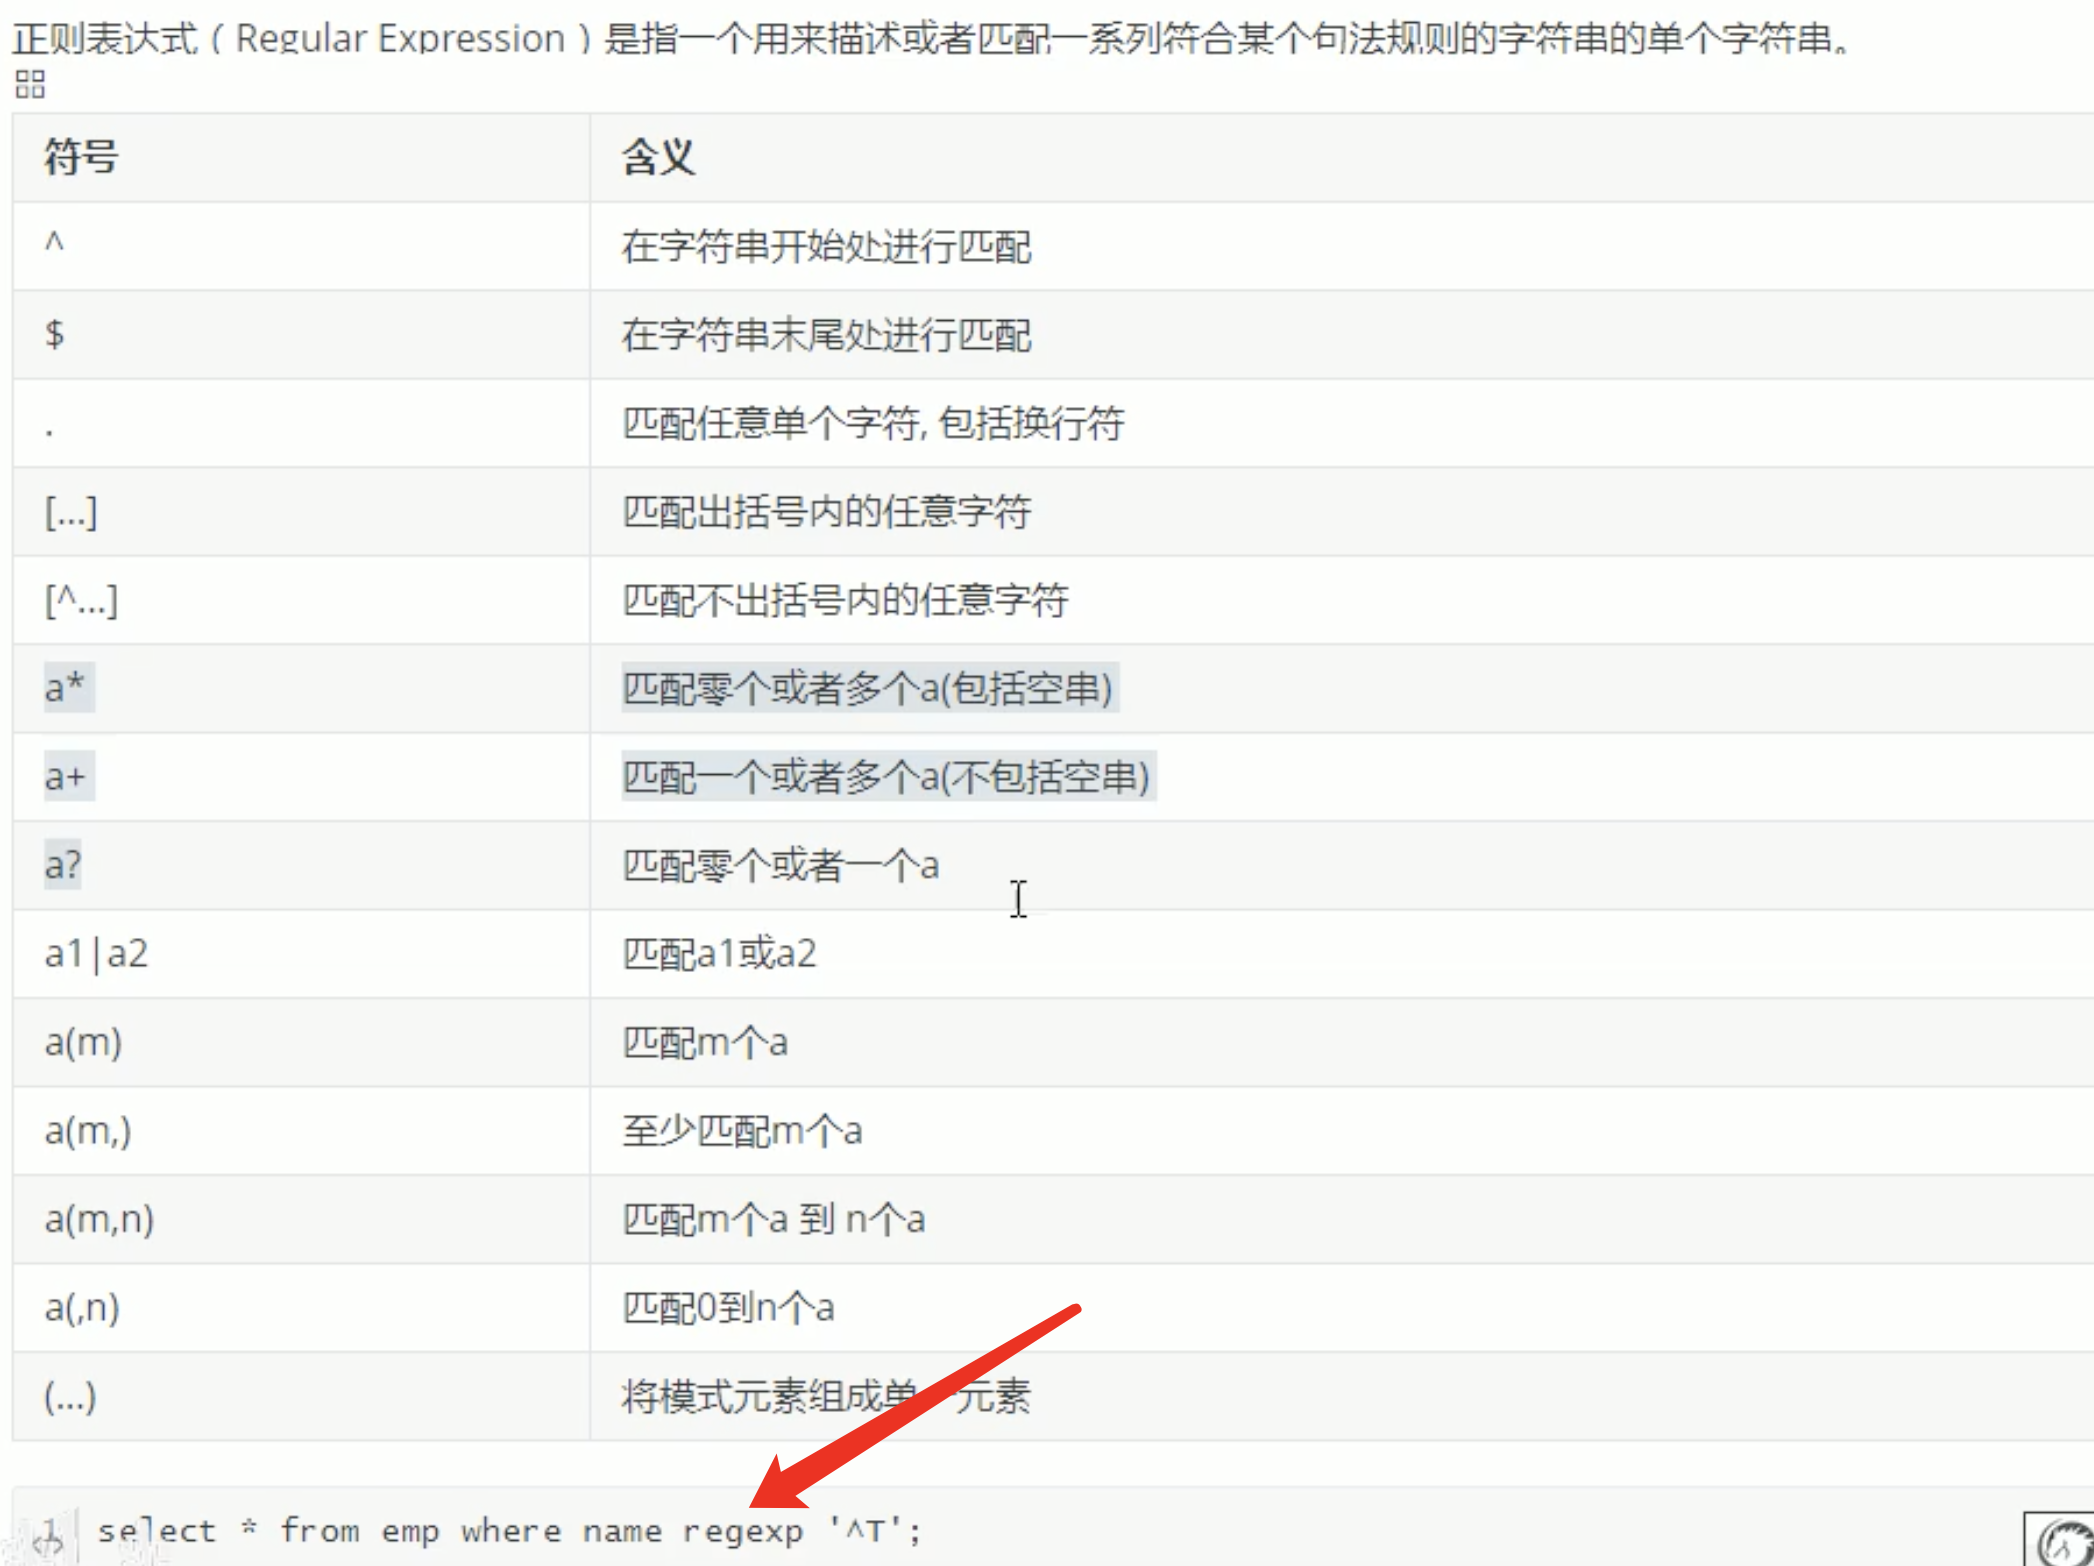 正则表达式（Regular Expression）是指一个用来描述或者匹配一系列符合某个句法规则的字符串的单个字符串。
符号 含义
^ 在字符串开始处进行匹配
$ 在字符串末尾处进行匹配
. 匹配任意单个字符, 包括换行符
[...] 匹配出括号内的任意字符
[^...] 匹配不出括号内的任意字符
a* 匹配零个或者多个a(包括空串)
a+ 匹配一个或者多个a(不包括空串)
a? 匹配零个或者一个a
a1|a2 匹配a1或a2
a(m) 匹配m个a
a(m,) 至少匹配m个a
a(m,n) 匹配m个a 到 n个a
a(,n) 匹配0到n个a
(...) 将模式元素组成单一元素
1 select * from emp where name regexp '^T';